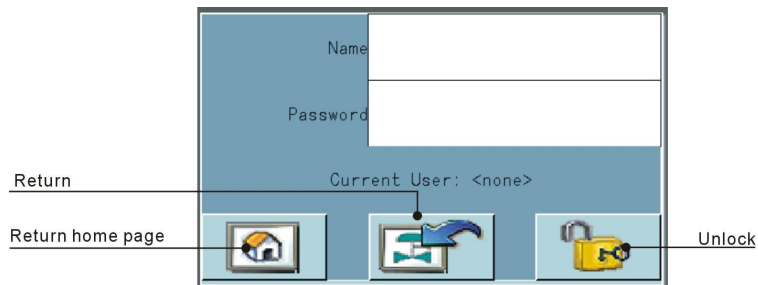 Name
Password
Current User: <none>
Return
Return home page
Unlock